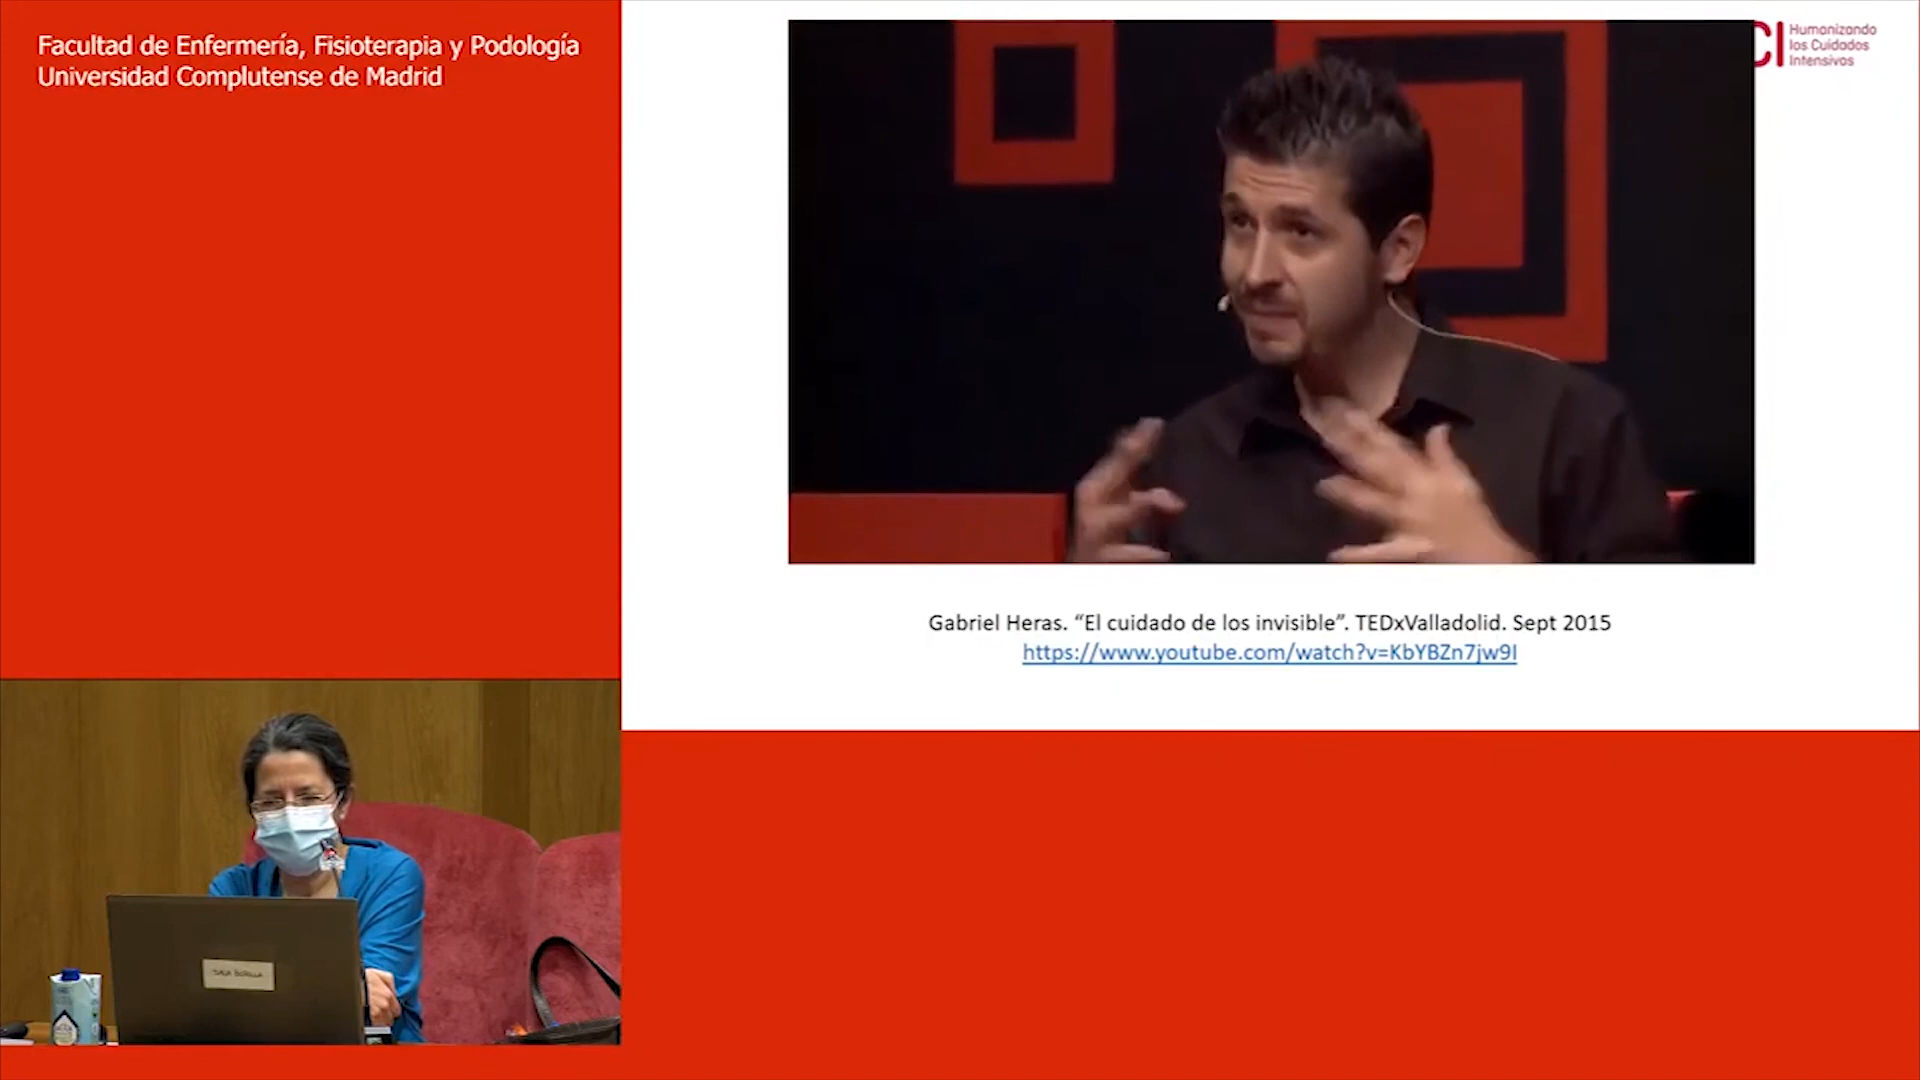 Facultad de Enfermería, Fisioterapia y Podología
Universidad Complutense de Madrid
CI
Humanizando
los Cuidados
Intensivos
Gabriel Heras. “El cuidado de los invisible”. TEDxValladolid. Sept 2015
https://www.youtube.com/watch?v=KbYBZn7jw9I